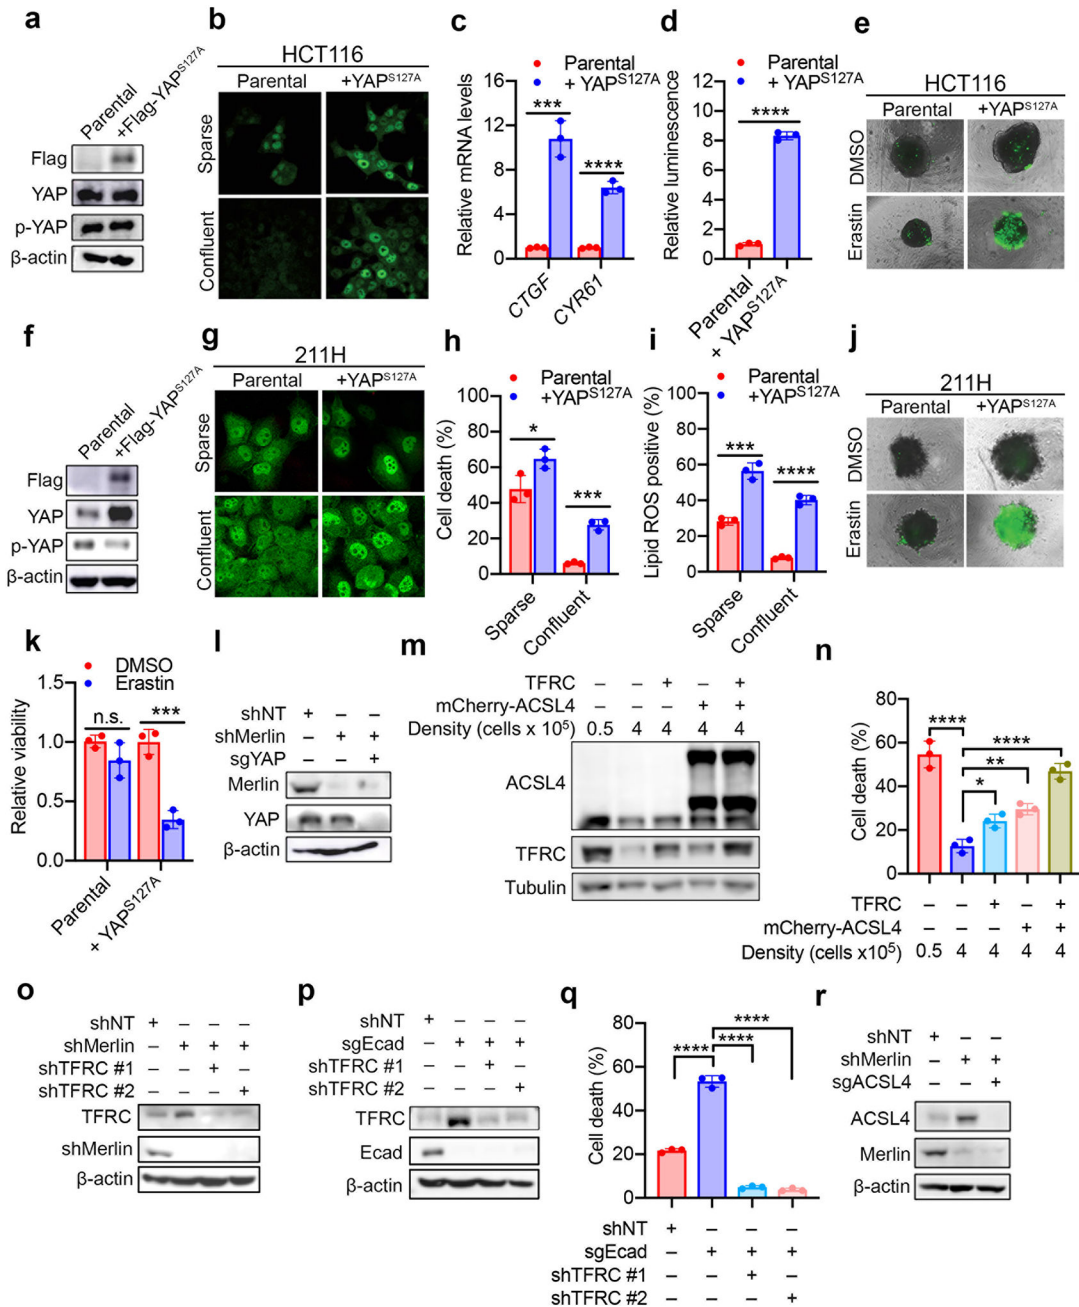 a
Parental
+Flag-YAPS127A
Flag
YAP
p-YAP
β-actin
b
HCT116
Parental +YAPS127A
Sparse
Confluent
c
Parental
+ YAPS127A
Relative mRNA levels
16
12
8
4
0
***
****
CTGF
CYR61
d
Parental
+ YAPS127A
Relative luminescence
12
10
8
6
4
2
0
****
Parental
+ YAPS127A
e
HCT116
Parental +YAPS127A
DMSO
Erastin
f
Parental
+Flag-YAPS127A
Flag
YAP
p-YAP
β-actin
g
211H
Parental +YAPS127A
Sparse
Confluent
h
Parental
+YAPS127A
Cell death (%)
100
80
60
40
20
0
*
***
Sparse
Confluent
i
Parental
+YAPS127A
Lipid ROS positive (%)
100
80
60
40
20
0
***
****
Sparse
Confluent
j
211H
Parental +YAPS127A
DMSO
Erastin
k
DMSO
Erastin
Relative viability
1.5
1.0
0.5
0.0
n.s.
***
Parental
+ YAPS127A
l
shNT + – –
shMerlin – + +
sgYAP – – +
Merlin
YAP
β-actin
m
TFRC – – + – +
mCherry-ACSL4 – – – + +
Density (cells x 10⁵) 0.5 4 4 4 4
ACSL4
TFRC
Tubulin
n
Cell death (%)
80
60
40
20
0
****
****
**
*
TFRC – – + – +
mCherry-ACSL4 – – – + +
Density (cells x10⁵) 0.5 4 4 4 4
o
shNT + – – –
shMerlin – + + +
shTFRC #1 – – + –
shTFRC #2 – – – +
TFRC
shMerlin
β-actin
p
shNT + – – –
sgEcad – + + +
shTFRC #1 – – + –
shTFRC #2 – – – +
TFRC
Ecad
β-actin
q
Cell death (%)
80
60
40
20
0
****
****
****
shNT + – – –
sgEcad – + + +
shTFRC #1 – – + –
shTFRC #2 – – – +
r
shNT + – –
shMerlin – + +
sgACSL4 – – +
ACSL4
Merlin
β-actin